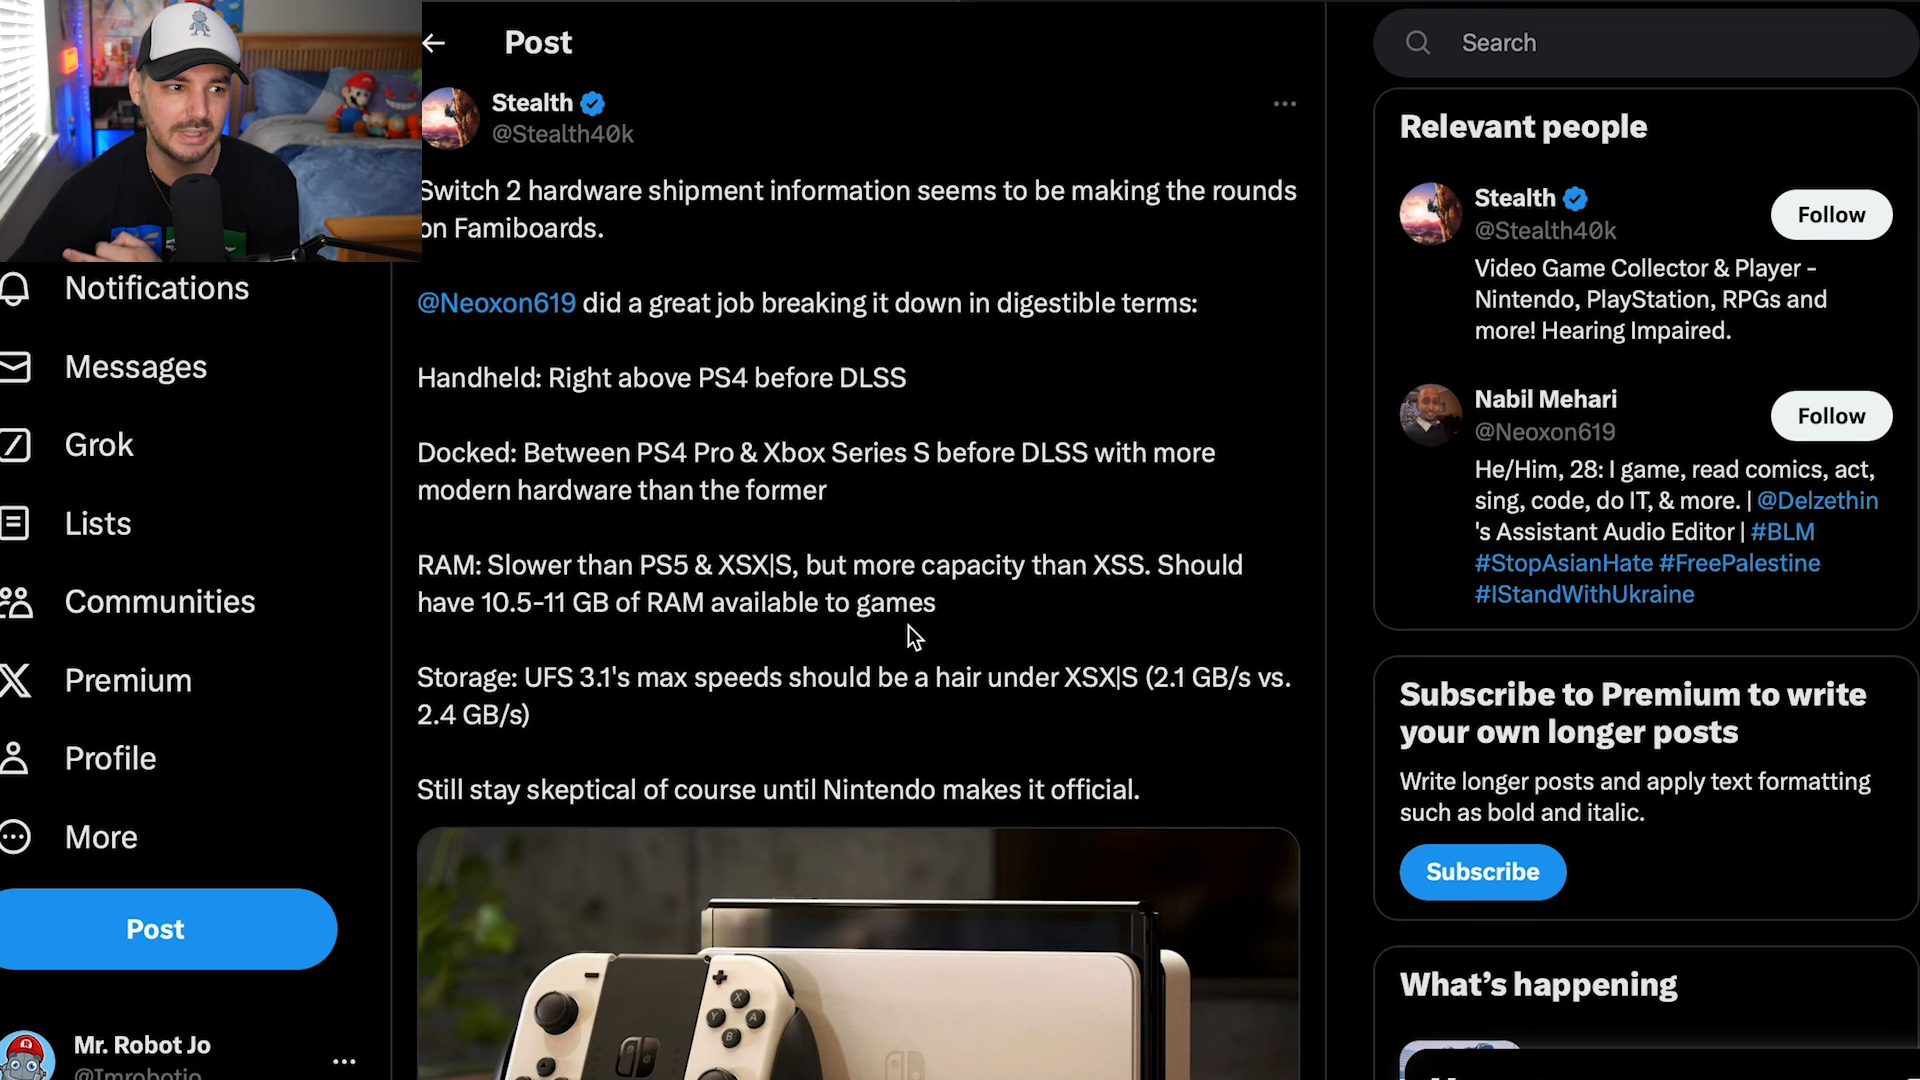 Post
Stealth
@Stealth40k
Switch 2 hardware shipment information seems to be making the rounds
on Famiboards.
@Neoxon619 did a great job breaking it down in digestible terms:
Handheld: Right above PS4 before DLSS
Docked: Between PS4 Pro & Xbox Series S before DLSS with more
modern hardware than the former
RAM: Slower than PS5 & XSX|S, but more capacity than XSS. Should
have 10.5-11 GB of RAM available to games
Storage: UFS 3.1's max speeds should be a hair under XSX|S (2.1 GB/s vs.
2.4 GB/s)
Still stay skeptical of course until Nintendo makes it official.
X
Y
A
B
Notifications
Messages
Grok
Lists
Communities
Premium
Profile
More
Post
Mr. Robot Jo
@Imrobotjo
Search
Relevant people
Stealth
@Stealth40k
Follow
Video Game Collector & Player -
Nintendo, PlayStation, RPGs and
more! Hearing Impaired.
Nabil Mehari
@Neoxon619
Follow
He/Him, 28: I game, read comics, act,
sing, code, do IT, & more. | @Delzethin
's Assistant Audio Editor | #BLM
#StopAsianHate #FreePalestine
#IStandWithUkraine
Subscribe to Premium to write
your own longer posts
Write longer posts and apply text formatting
such as bold and italic.
Subscribe
What's happening